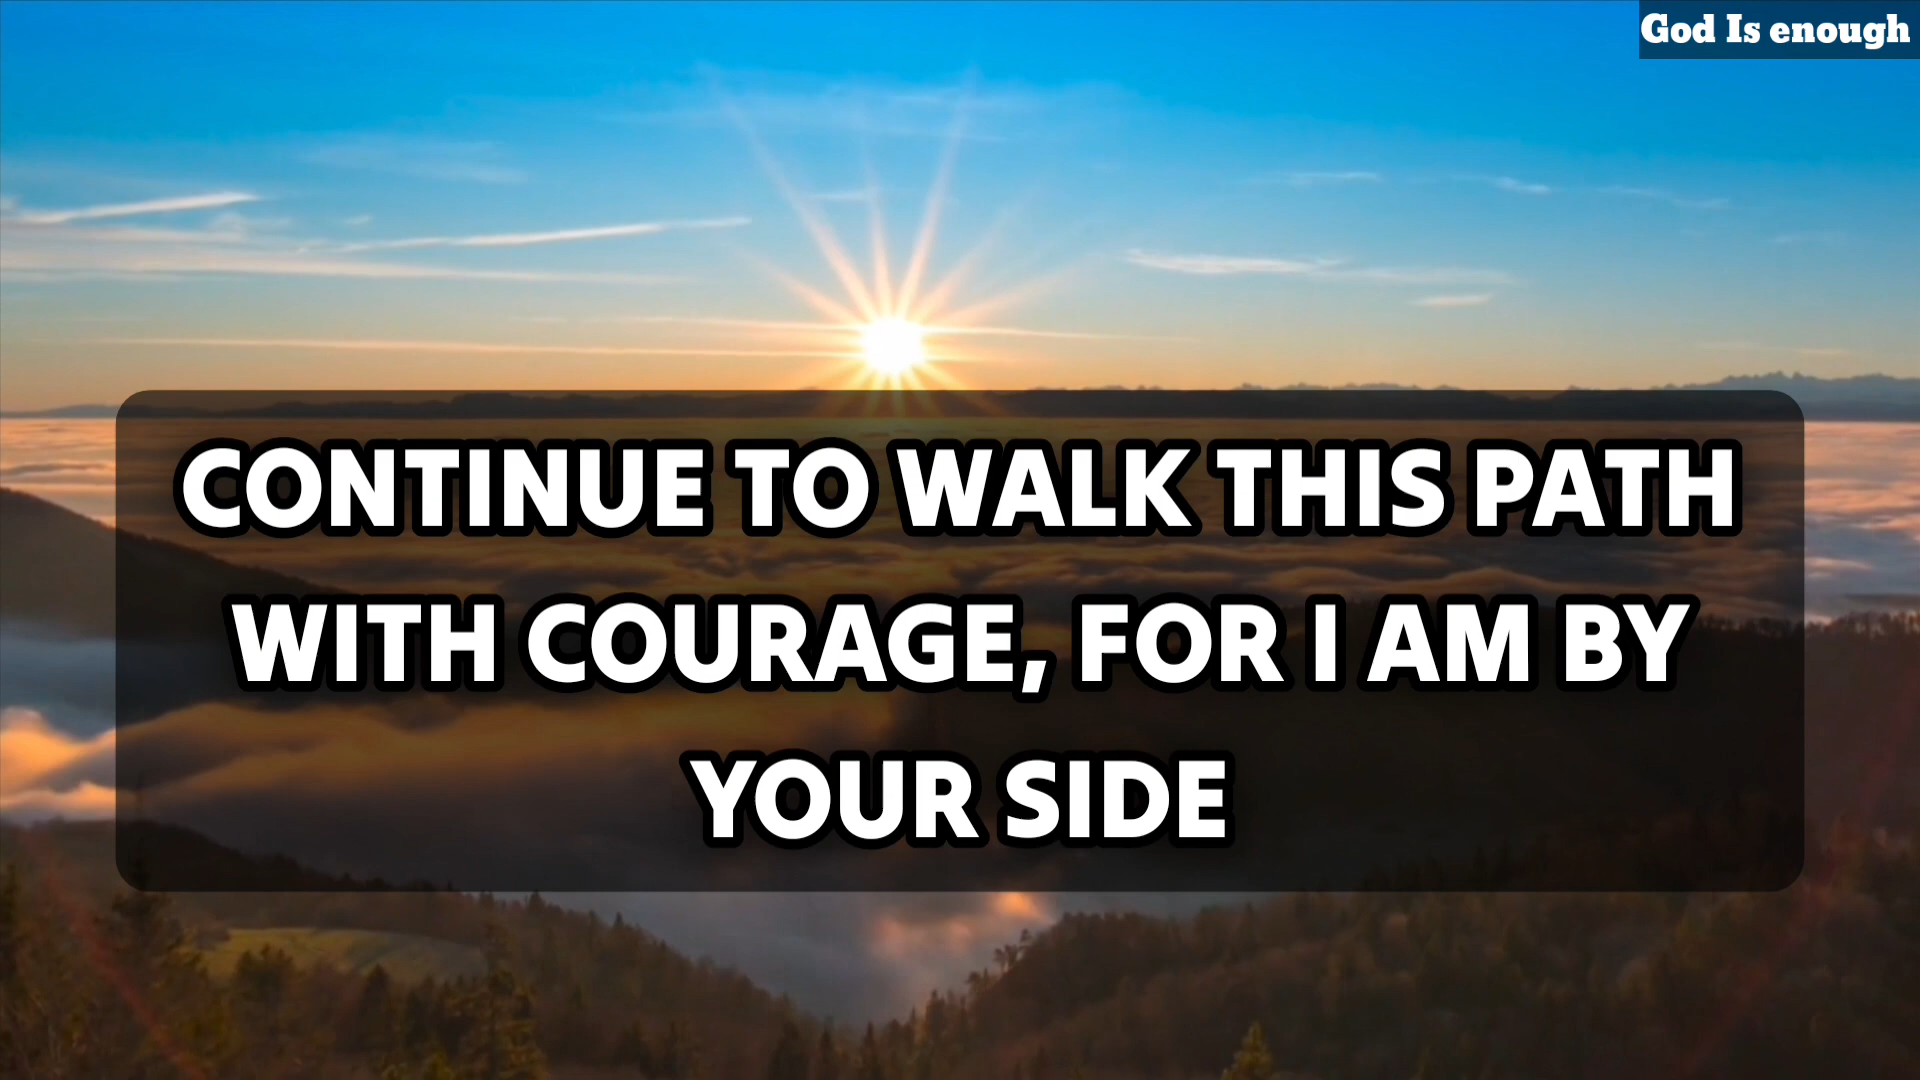 God Is enough
CONTINUE TO WALK THIS PATH
WITH COURAGE, FOR I AM BY
YOUR SIDE